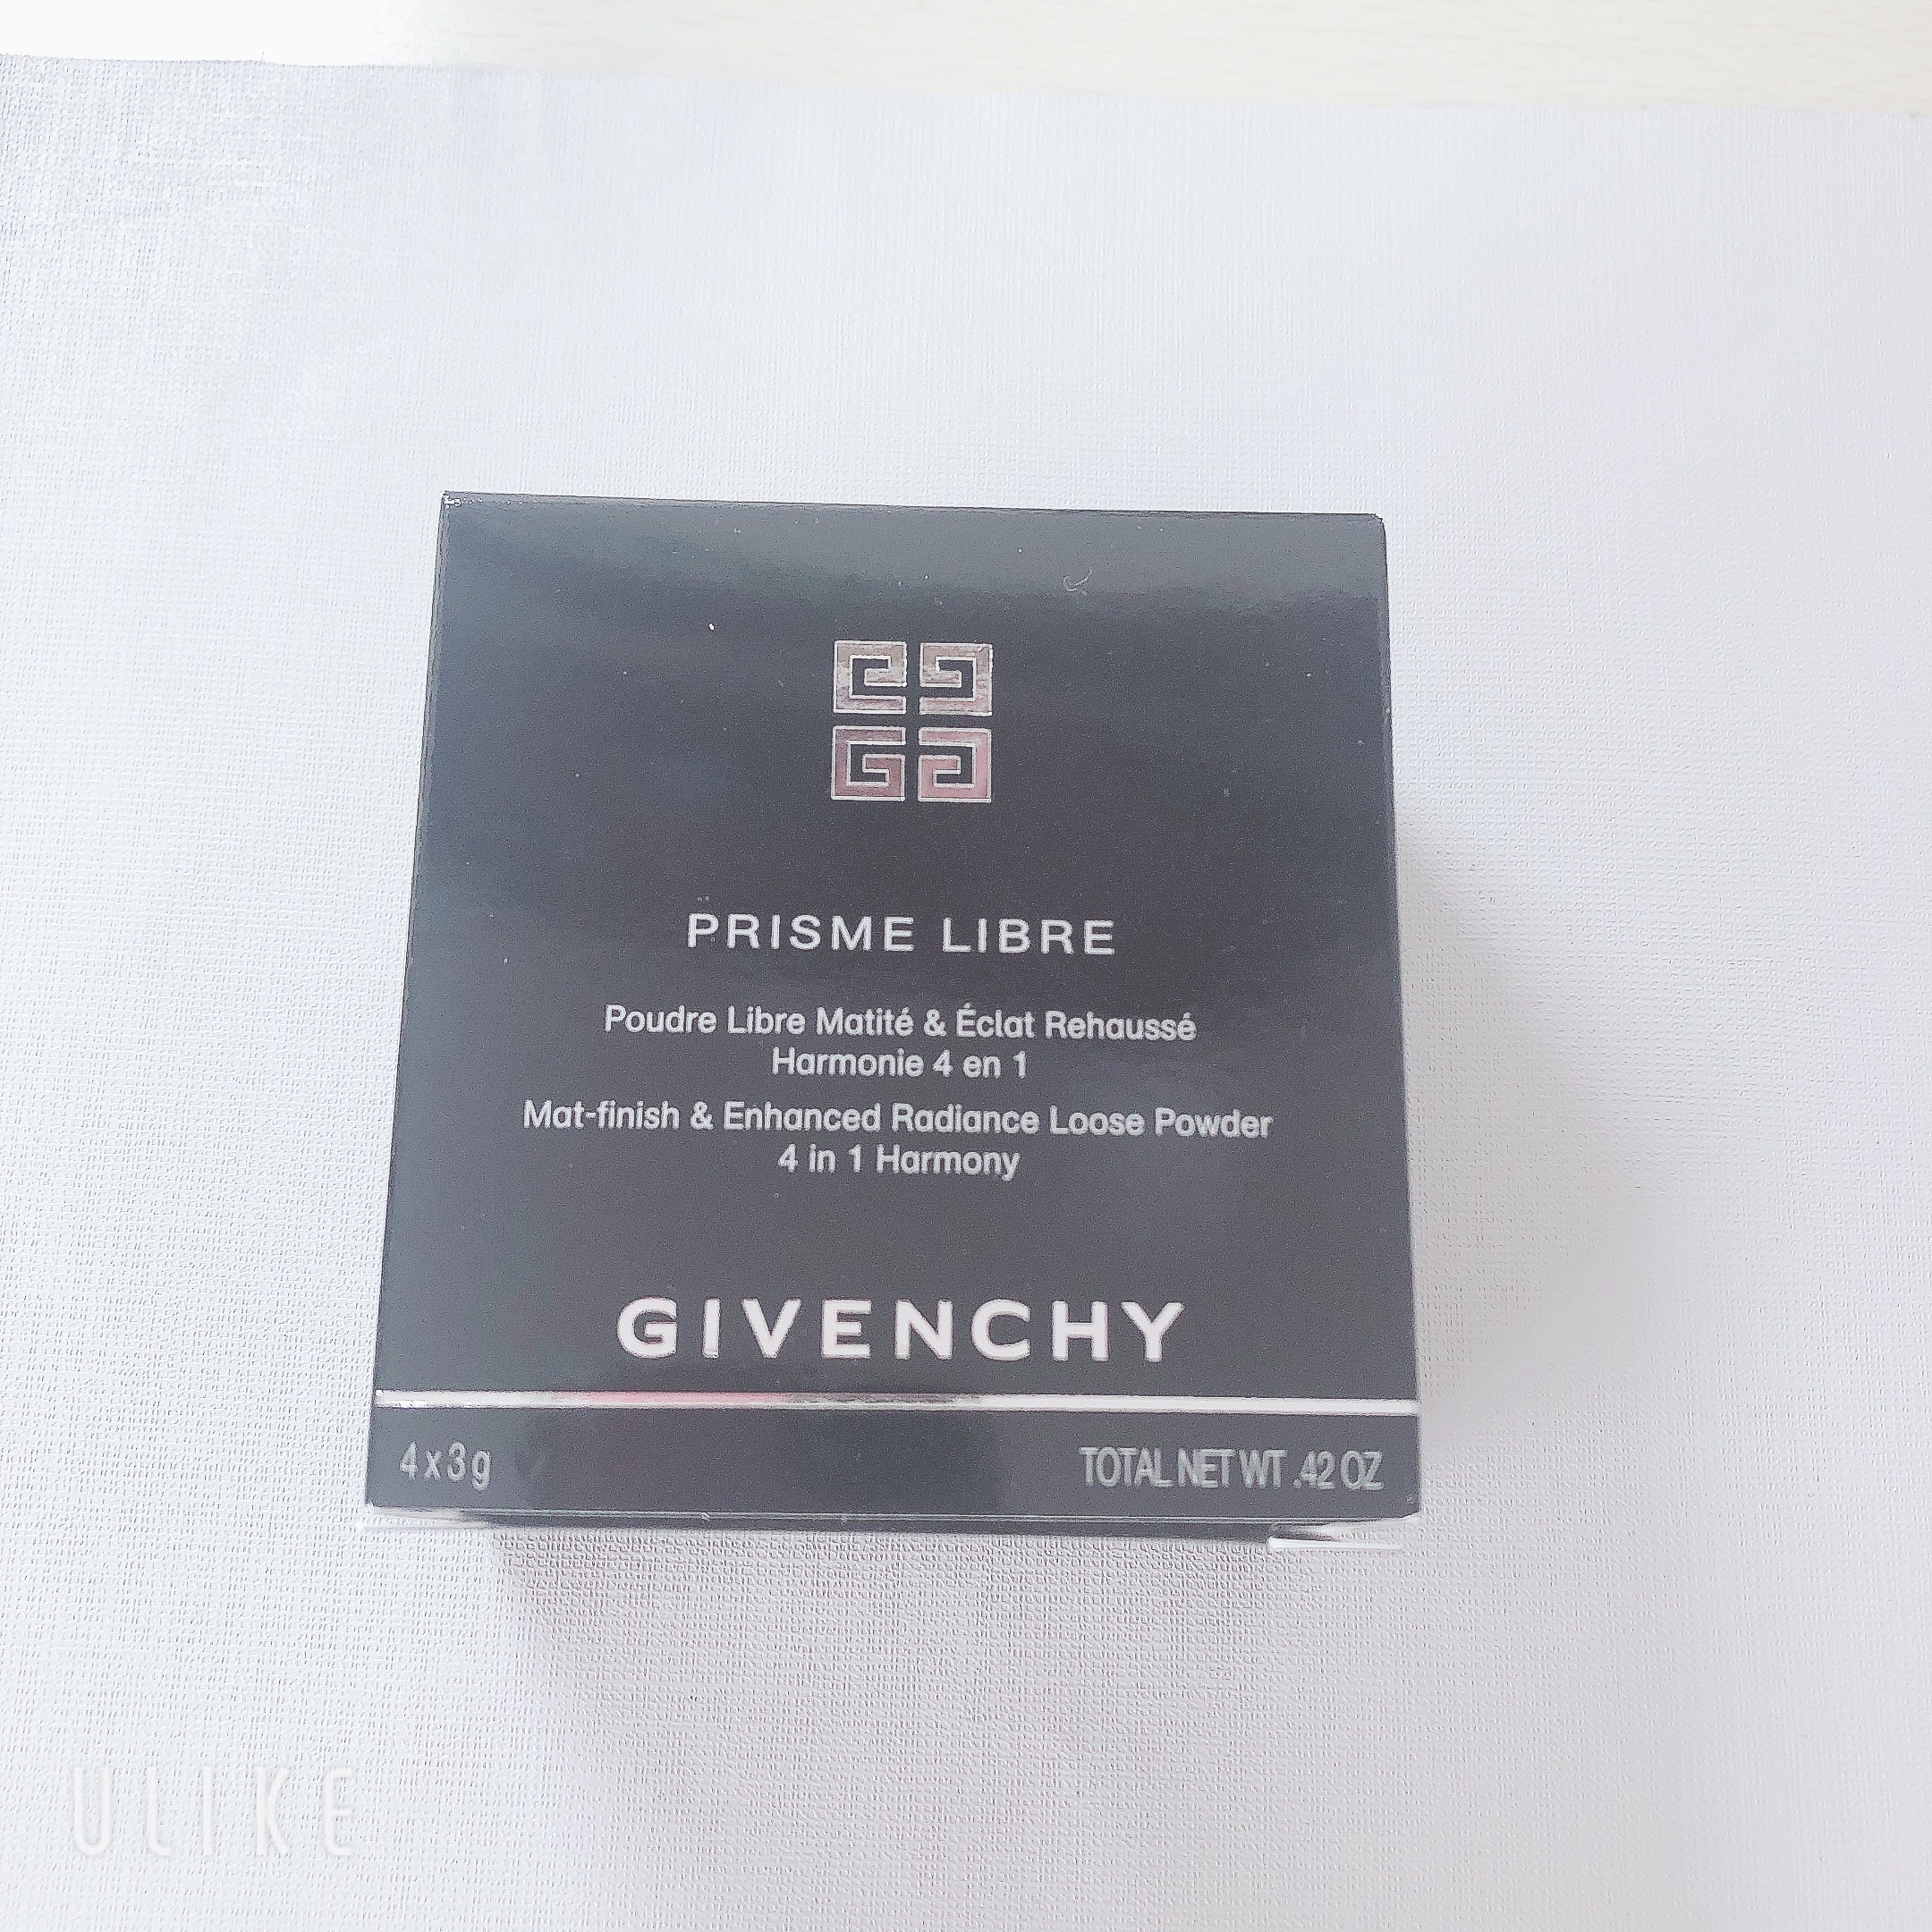 PRISME LIBRE
Poudre Libre Matité & Éclat Rehaussé
Harmonie 4 en 1
Mat-finish & Enhanced Radiance Loose Powder
4 in 1 Harmony
GIVENCHY
4x3g
TOTAL NET WT .42 OZ
ULIKE